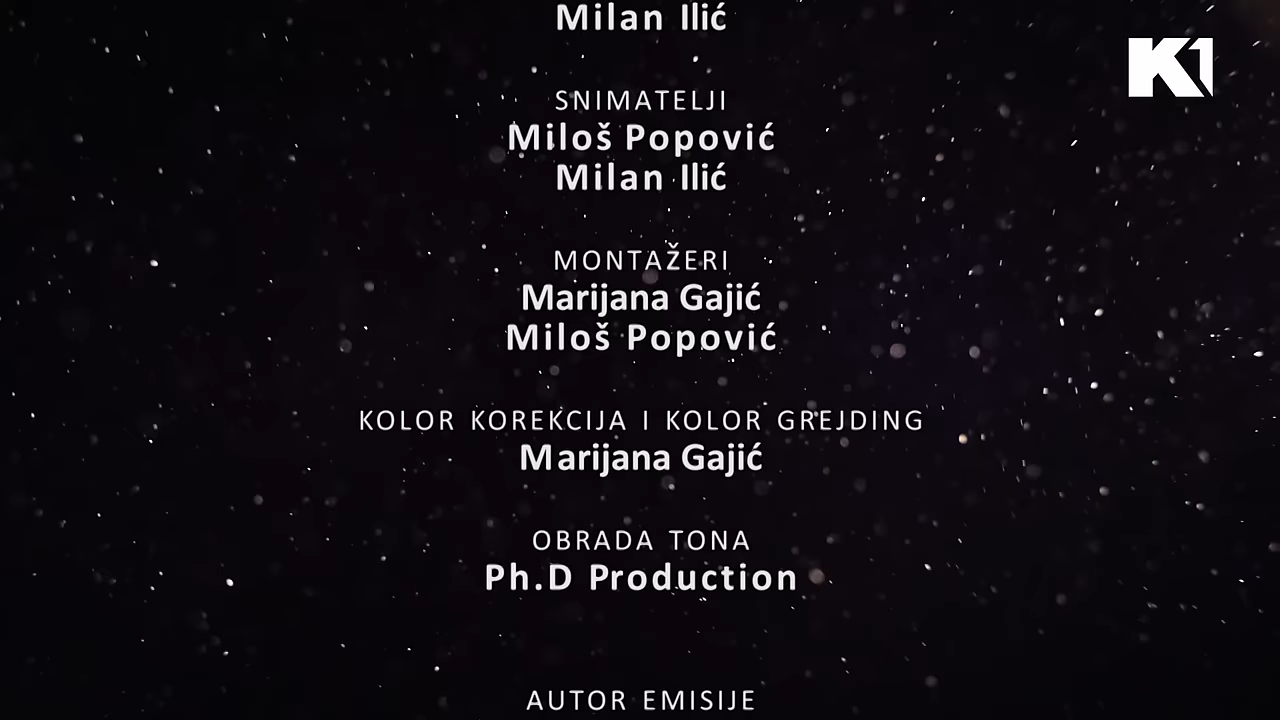 Milan Ilić
K1
SNIMATELJI
Miloš Popović
Milan Ilić
MONTAŽERI
Marijana Gajić
Miloš Popović
KOLOR KOREKCIJA I KOLOR GREJDING
Marijana Gajić
OBRADA TONA
Ph.D Production
AUTOR EMISIJE